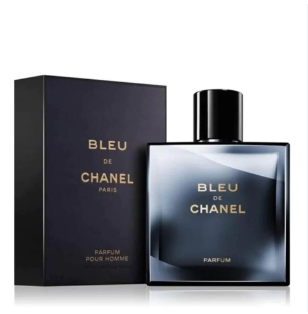 BLEU
DE
CHANEL
PARIS
PARFUM
POUR HOMME
BLEU
DE
CHANEL
PARFUM